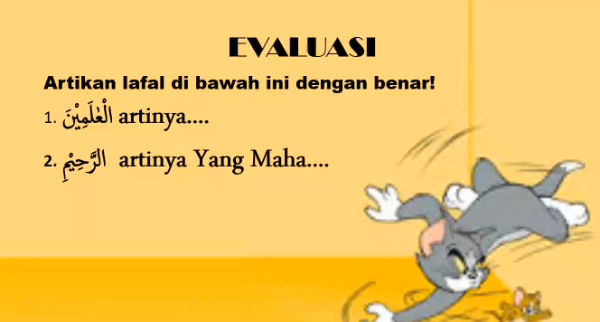 EVALUASI
Artikan lafal di bawah ini dengan benar!
1. الْعٰلَمِيْنَ artinya....
2. الرَّحِيْمِ artinya Yang Maha....